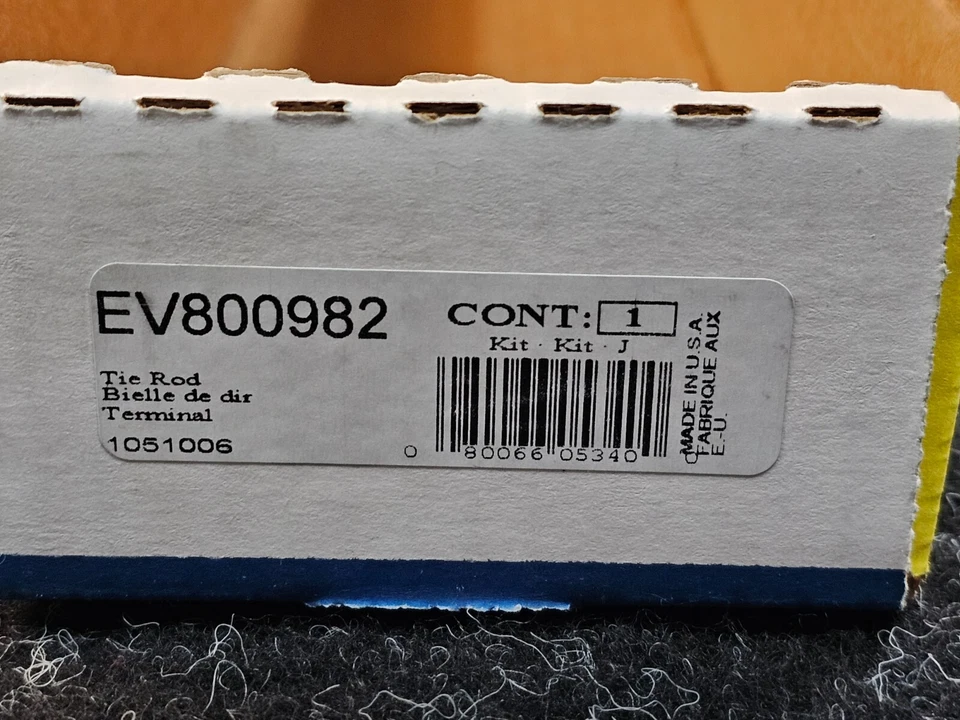 EV800982
CONT: 1
Kit · Kit · J
Tie Rod
Bielle de dir
Terminal
1051006
0 80066 05340 0
MADE IN U.S.A.
FABRIQUE AUX
E.-U.